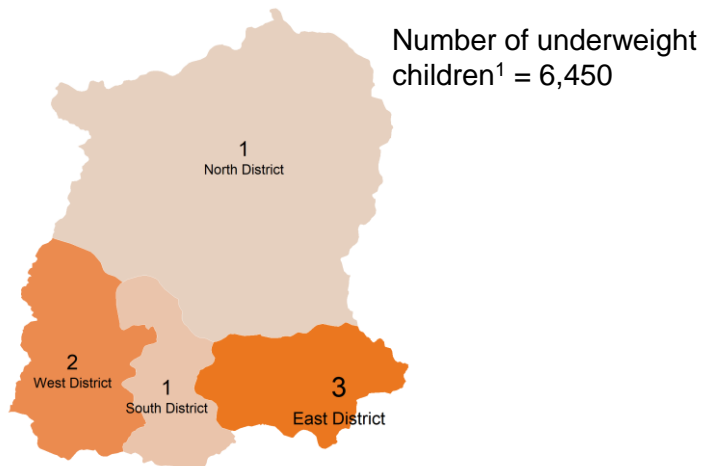 Number of underweight
children¹ = 6,450
1
North District
2
West District
1
South District
3
East District